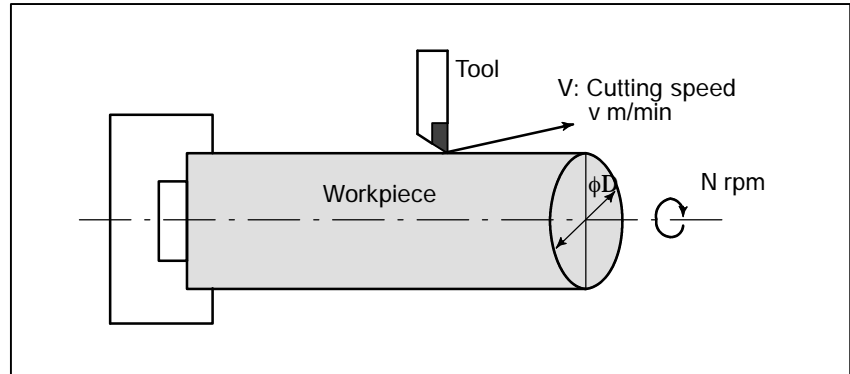 Tool
V: Cutting speed
v m/min
Workpiece
ϕD
N rpm